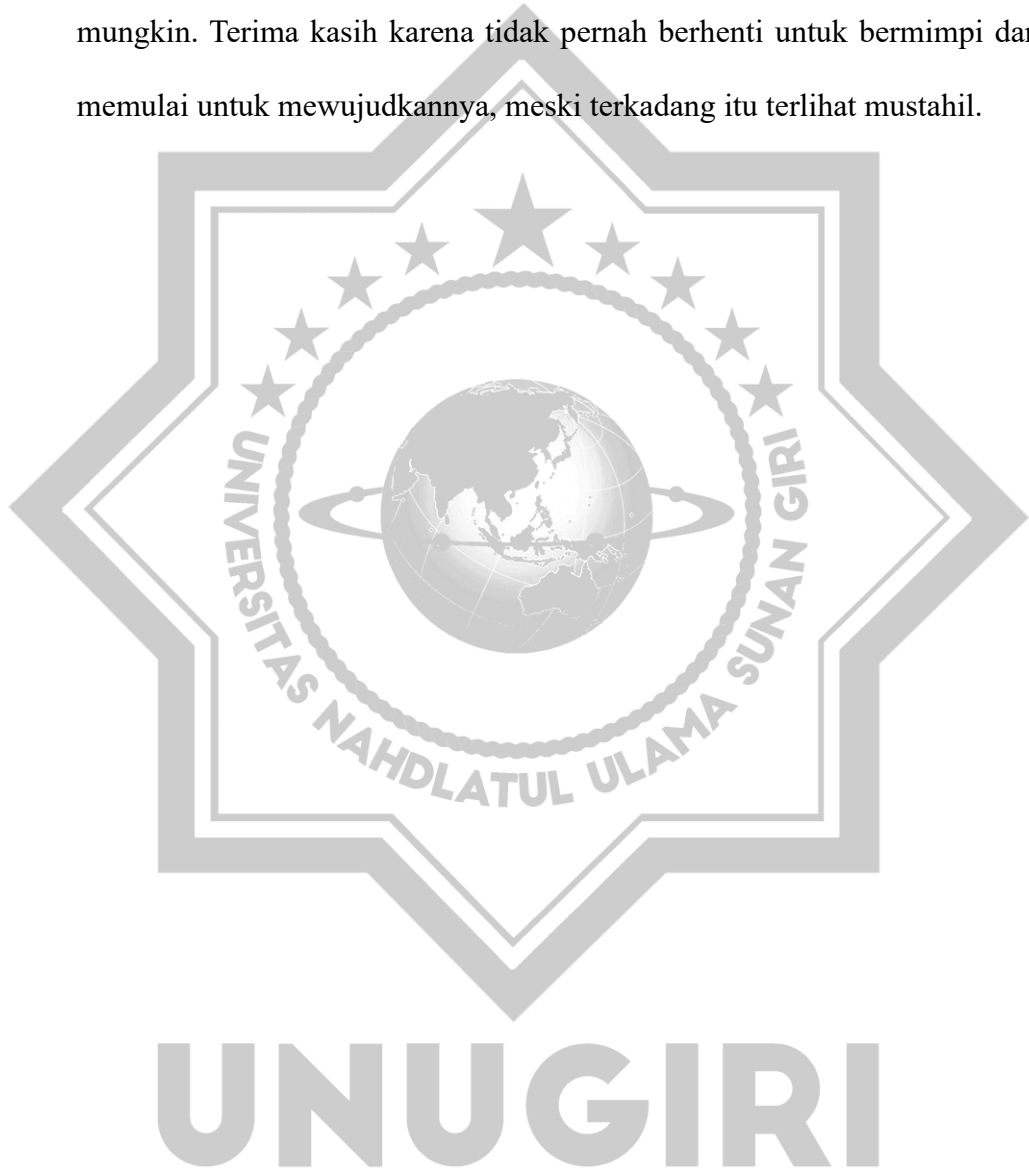 mungkin. Terima kasih karena tidak pernah berhenti untuk bermimpi dan
memulai untuk mewujudkannya, meski terkadang itu terlihat mustahil.
UNIVERSITAS NAHDLATUL ULAMA SUNAN GIRI
UNUGIRI